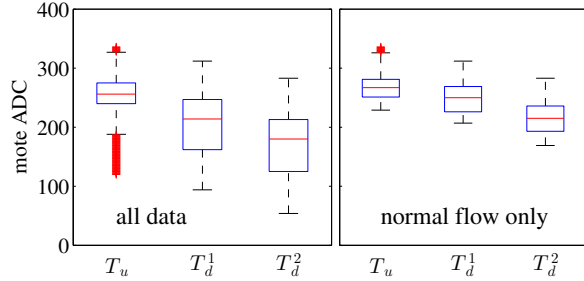 400
300
200
100
0
mote ADC
all data
normal flow only
T_u T_d^1 T_d^2
T_u T_d^1 T_d^2